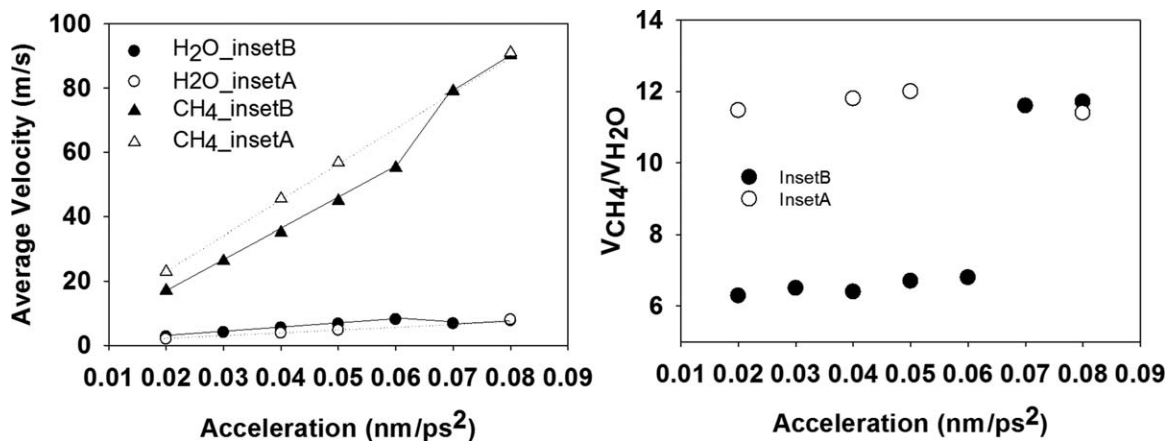 100
80
60
40
20
0
Average Velocity (m/s)
H2O_insetB
H2O_insetA
CH4_insetB
CH4_insetA
0.01 0.02 0.03 0.04 0.05 0.06 0.07 0.08 0.09
Acceleration (nm/ps²)
14
12
10
8
6
VCH4/VH2O
InsetB
InsetA
0.01 0.02 0.03 0.04 0.05 0.06 0.07 0.08 0.09
Acceleration (nm/ps²)